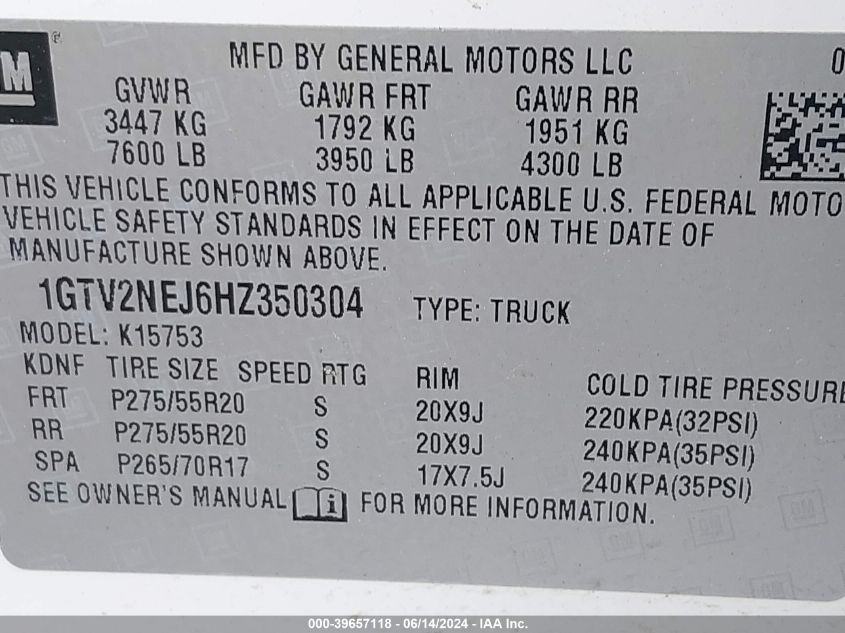 M ®
MFD BY GENERAL MOTORS LLC 0
GVWR GAWR FRT GAWR RR
3447 KG 1792 KG 1951 KG
7600 LB 3950 LB 4300 LB
THIS VEHICLE CONFORMS TO ALL APPLICABLE U.S. FEDERAL MOTO
VEHICLE SAFETY STANDARDS IN EFFECT ON THE DATE OF
MANUFACTURE SHOWN ABOVE.
1GTV2NEJ6HZ350304 TYPE: TRUCK
MODEL: K15753
KDNF TIRE SIZE SPEED RTG RIM COLD TIRE PRESSURE
FRT P275/55R20 S 20X9J 220KPA(32PSI)
RR P275/55R20 S 20X9J 240KPA(35PSI)
SPA P265/70R17 S 17X7.5J 240KPA(35PSI)
SEE OWNER'S MANUAL i FOR MORE INFORMATION.
000-39657118 - 06/14/2024 - IAA Inc.